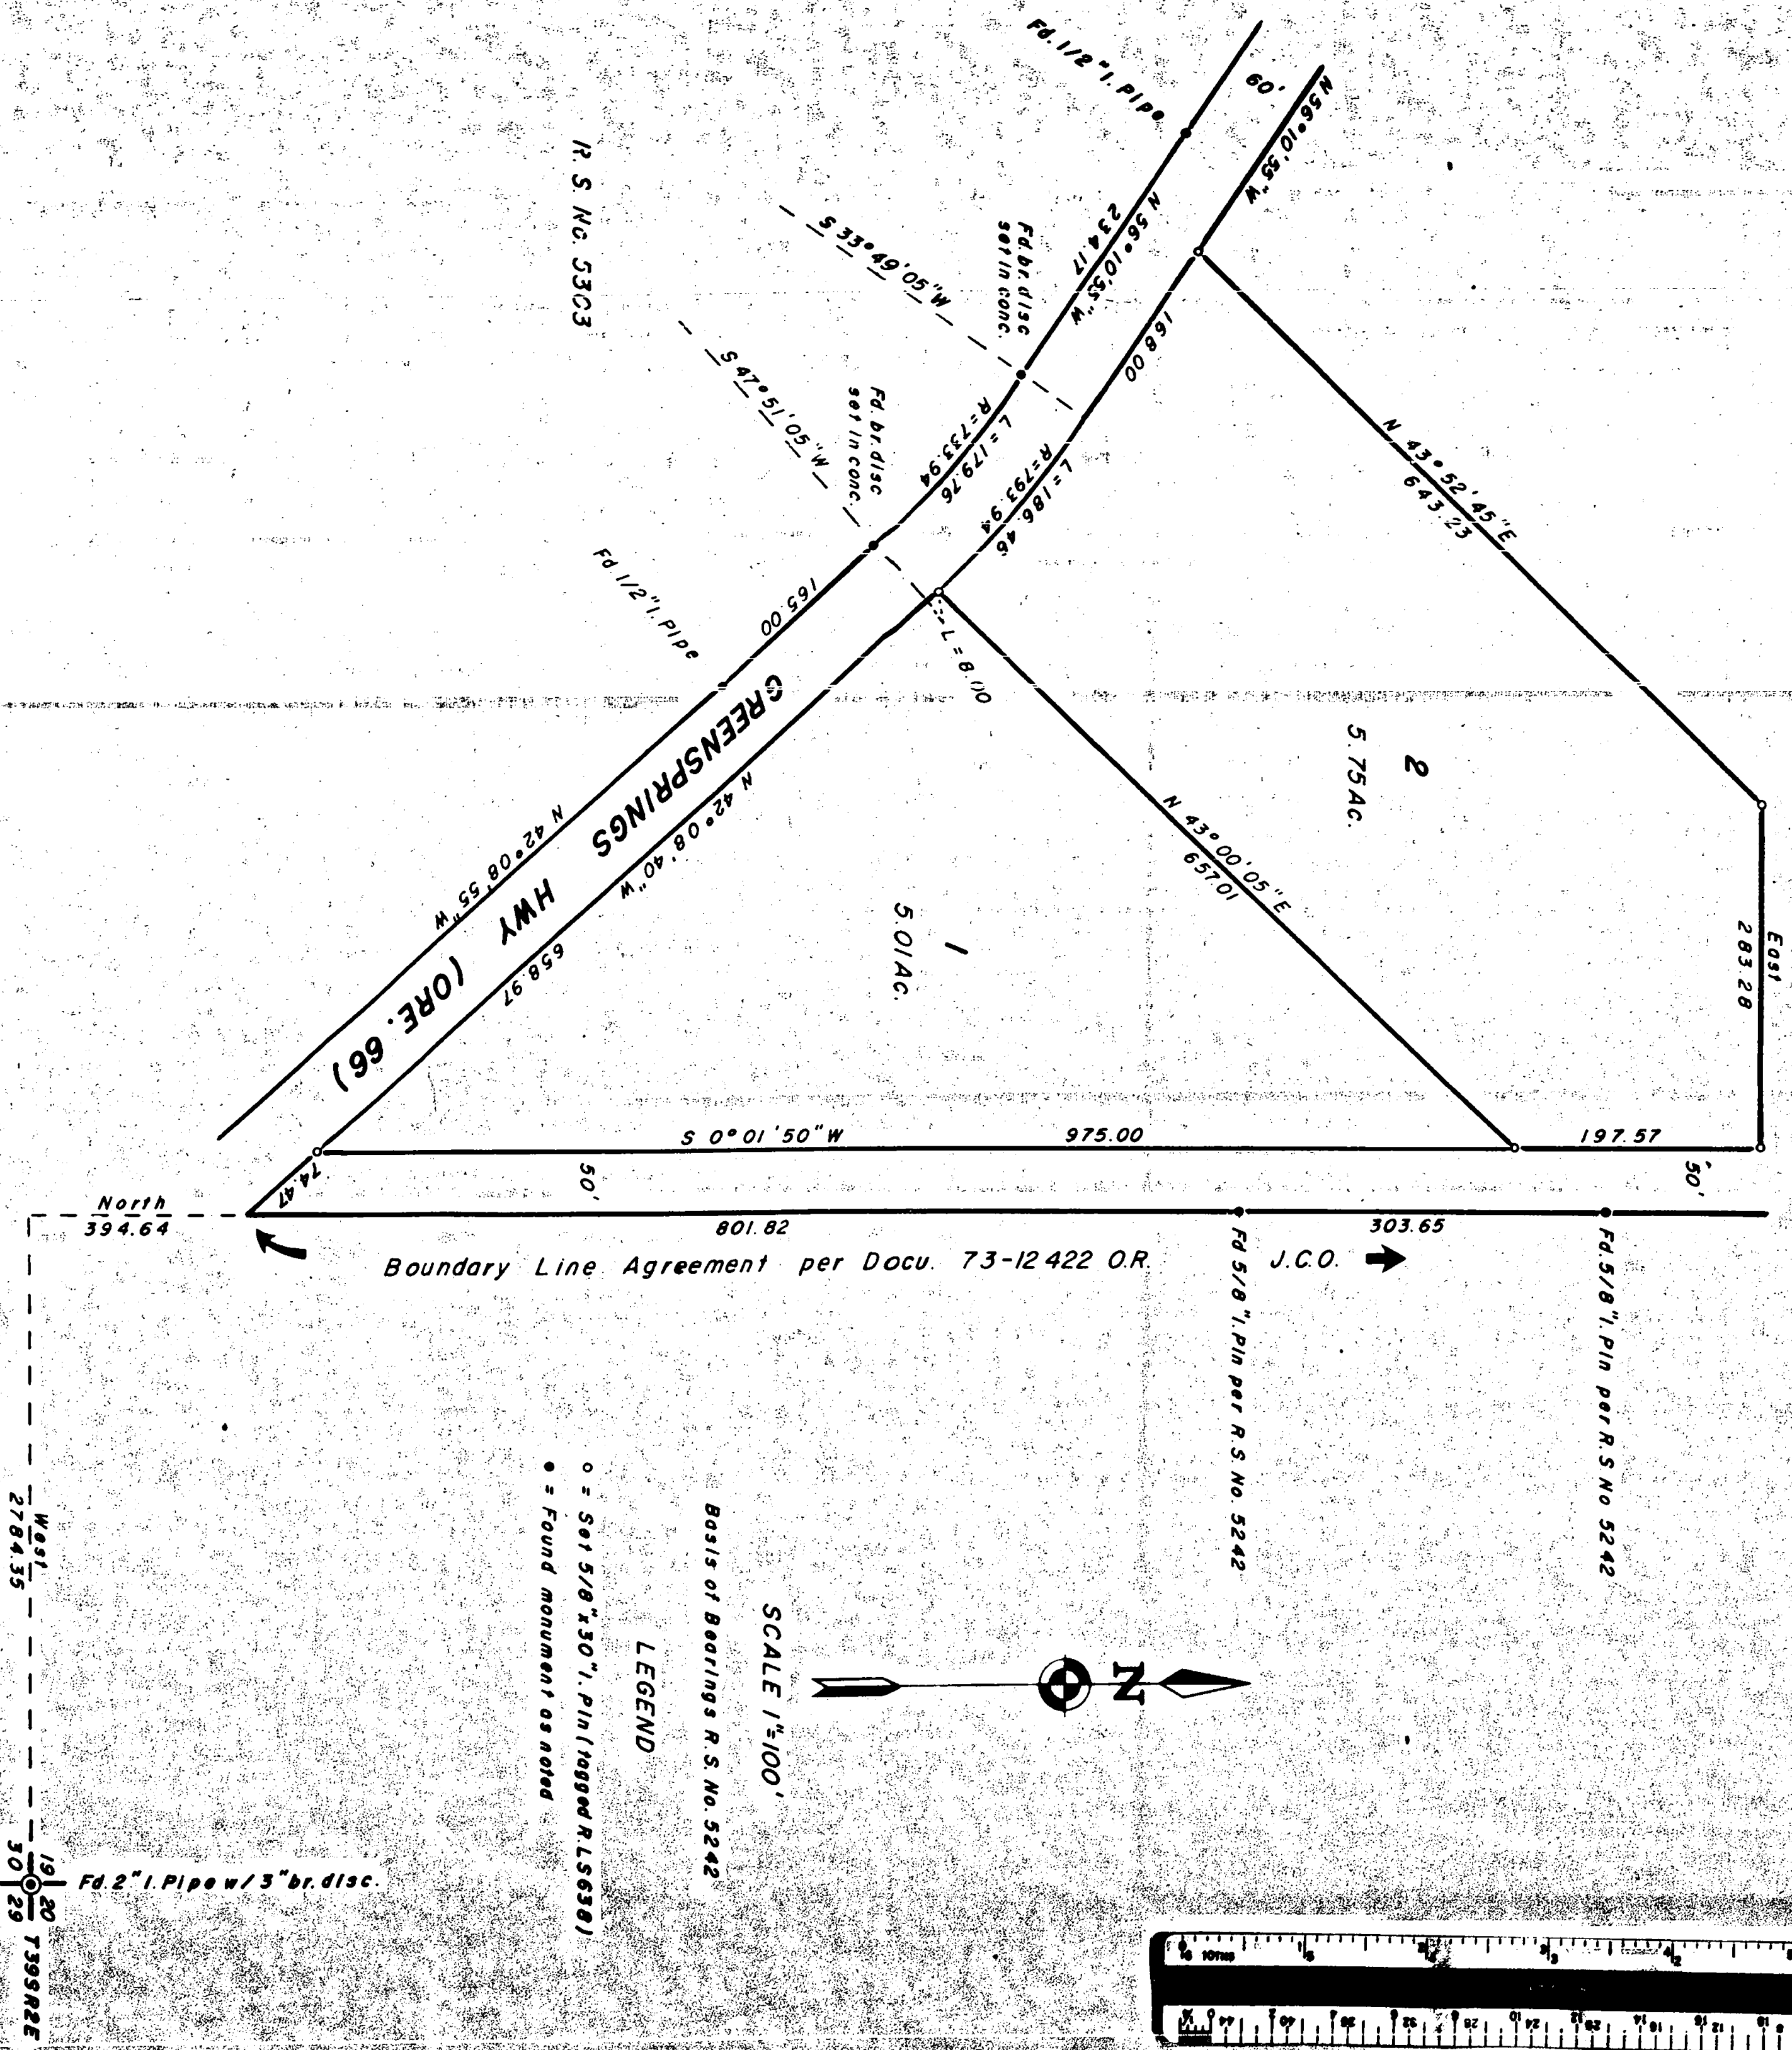 Fd. 1/2" I. Pipe
60'
N 56° 10' 55" W
R. S. No. 5303
S 33° 49' 05" W
Fd. br. disc
set in conc.
N 56° 10' 55" W
234.17
168.00
S 47° 51' 05" W
Fd. br. disc
set in conc.
L = 179.76
R = 733.94
L = 186.46
R = 793.94
N 43° 52' 45" E
643.23
Fd. 1/2" I. Pipe
165.00
L = 8.00
GREENSPRINGS HWY (ORE. 66)
N 42° 08' 55" W
N 42° 08' 40" W
658.97
2
5.75 Ac.
N 43° 00' 05" E
657.01
1
5.01 Ac.
East
283.28
S 0° 01' 50" W 975.00
197.57
74.47
50'
50'
North
394.64
801.82
303.65
Boundary Line Agreement per Docu. 73-12422 O.R. J.C.O.
Fd 5/8" I. Pin per R. S. No. 5242
Fd. 5/8" I. Pin per R. S. No 5242
West
2784.35
SCALE 1"=100'
Basis of Bearings R. S. No. 5242
LEGEND
o = Set 5/8" x 30" I. Pin (tagged R.LS6381)
● = Found monument as noted
N
Fd. 2" I. Pipe w/ 3" br. disc.
19 20
30 29
T39S R2E
10THS